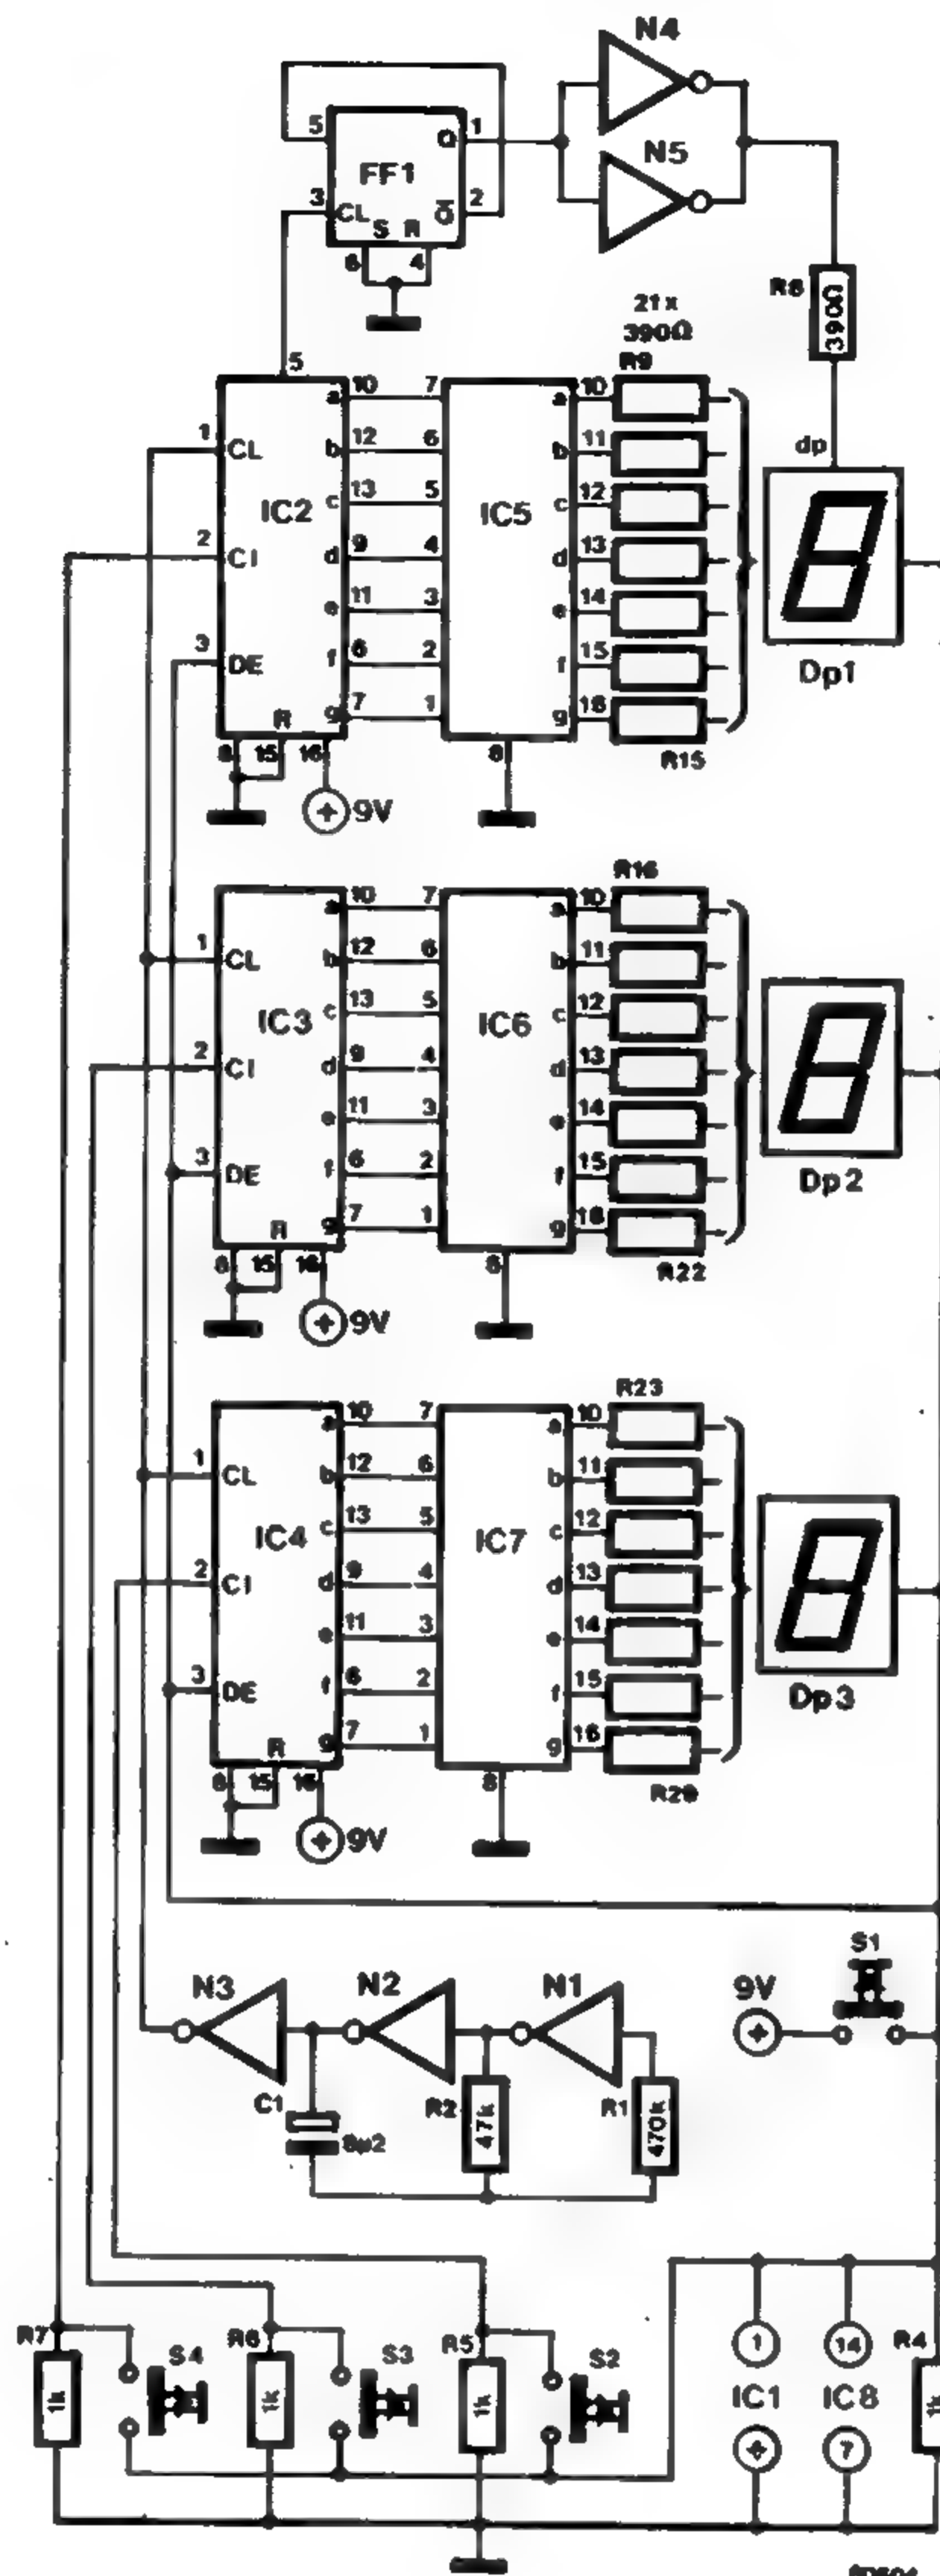 N4
5 Q 1
FF1
N5
3 CL Q̅ 2
S R
6 4
R8
390Ω
21x
390Ω
R9
5
a 10 7 a 10
1 CL b 12 6 b 11 dp
IC2 c 13 5 IC5 c 12
2 CI d 9 4 d 13
e 11 3 e 14
3 DE f 6 2 f 15
Dp1
R g 7 1 g 16
R15
8 15 16 8
+ 9V
R16
a 10 7 a 10
1 CL b 12 6 b 11
IC3 c 13 5 IC6 c 12
2 CI d 9 4 d 13
e 11 3 e 14
3 DE f 6 2 f 15
Dp2
R g 7 1 g 16
R22
8 15 16 8
+ 9V
R23
a 10 7 a 10
1 CL b 12 6 b 11
IC4 c 13 5 IC7 c 12
2 CI d 9 4 d 13
e 11 3 e 14
3 DE f 6 2 f 15
Dp3
R g 7 1 g 16
R29
8 15 16 8
+ 9V
S1
N3 N2 N1 9V
+
C1 R2 47k R1 470k
8µ2
R7 S4 R6 S3 R5 S2 1 14 R4
1k 1k 1k IC1 IC8 1k
+ 7